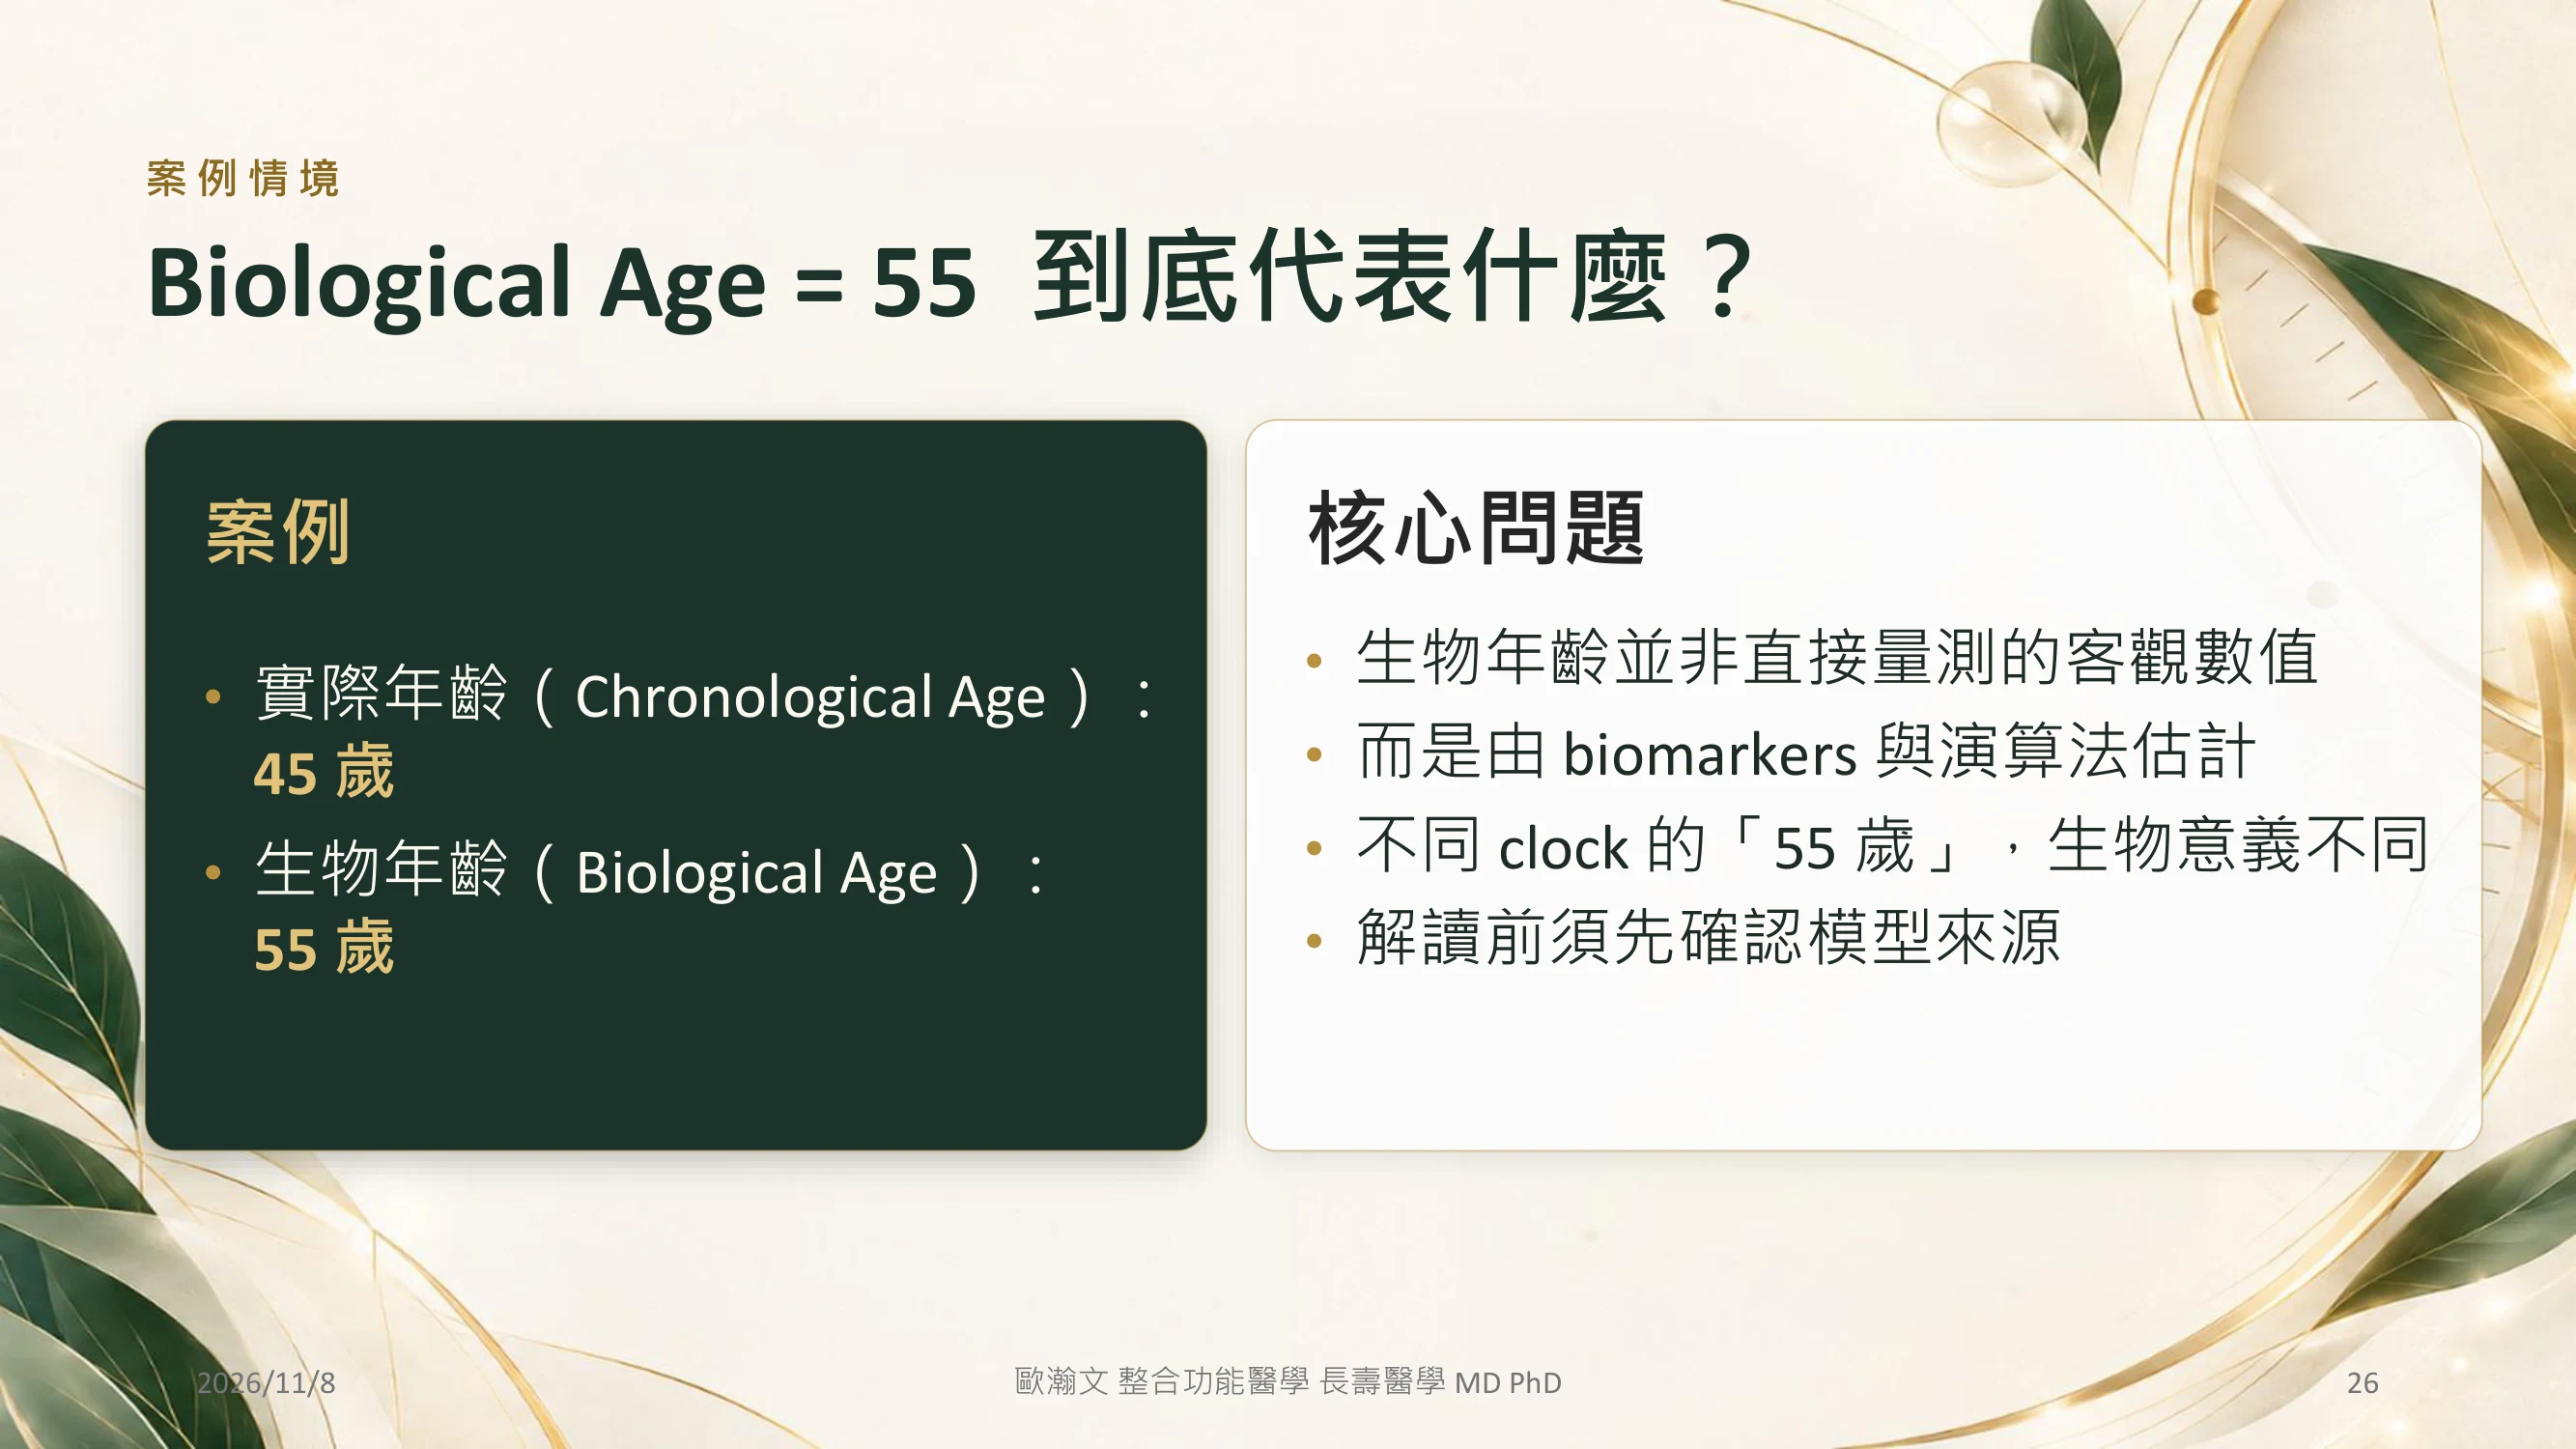 案例情境
Biological Age = 55 到底代表什麼？
案例
• 實際年齡（Chronological Age）：
45 歲
• 生物年齡（Biological Age）：
55 歲
核心問題
• 生物年齡並非直接量測的客觀數值
• 而是由 biomarkers 與演算法估計
• 不同 clock 的「55 歲」，生物意義不同
• 解讀前須先確認模型來源
2026/11/8
歐瀚文 整合功能醫學 長壽醫學 MD PhD
26